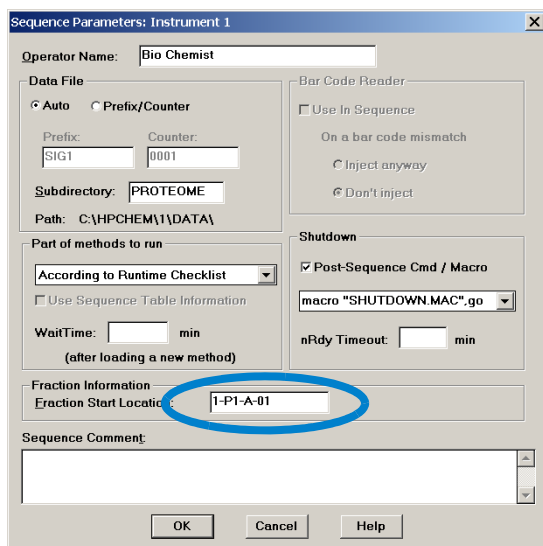 Sequence Parameters: Instrument 1
Operator Name: Bio Chemist
Data File
Auto Prefix/Counter
Prefix: Counter:
SIG1 0001
Subdirectory: PROTEOME
Path: C:\HPCHEM\1\DATA\
Bar Code Reader
Use In Sequence
On a bar code mismatch
Inject anyway
Don't inject
Part of methods to run
According to Runtime Checklist
Use Sequence Table Information
WaitTime: min
(after loading a new method)
Shutdown
Post-Sequence Cmd / Macro
macro "SHUTDOWN.MAC",go
nRdy Timeout: min
Fraction Information
Fraction Start Location: 1-P1-A-01
Sequence Comment:
OK Cancel Help